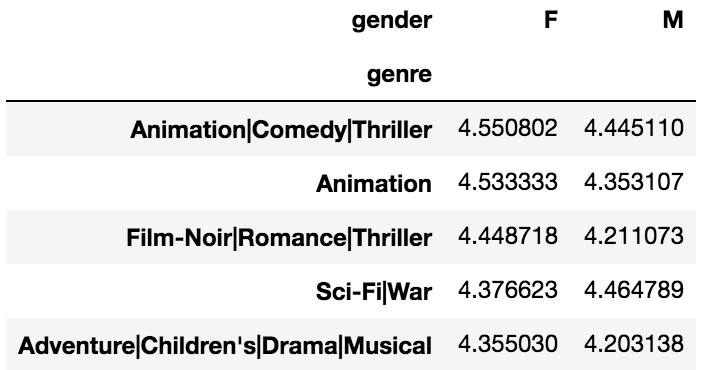 gender F M
genre
Animation|Comedy|Thriller 4.550802 4.445110
Animation 4.533333 4.353107
Film-Noir|Romance|Thriller 4.448718 4.211073
Sci-Fi|War 4.376623 4.464789
Adventure|Children's|Drama|Musical 4.355030 4.203138